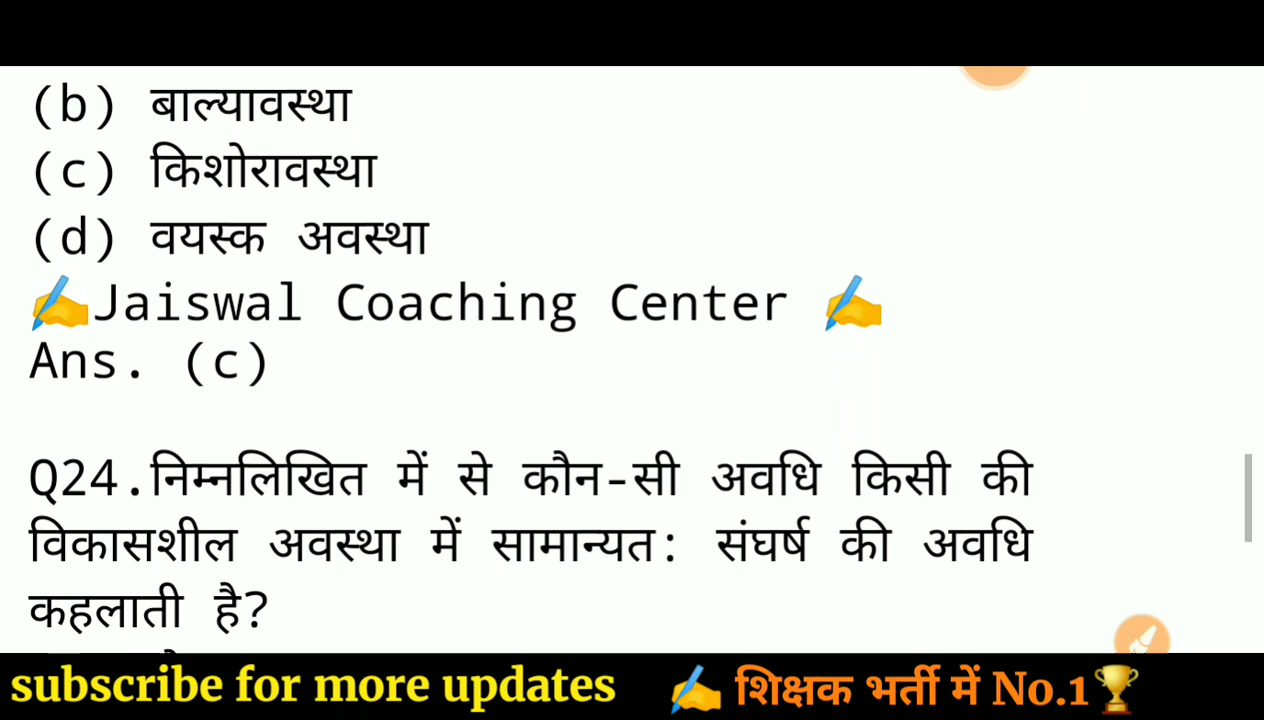 (b) बाल्यावस्था
(c) किशोरावस्था
(d) वयस्क अवस्था
✍Jaiswal Coaching Center ✍
Ans. (c)
Q24.निम्नलिखित में से कौन-सी अवधि किसी की
विकासशील अवस्था में सामान्यत: संघर्ष की अवधि
कहलाती है?
subscribe for more updates ✍ शिक्षक भर्ती में No.1🏆